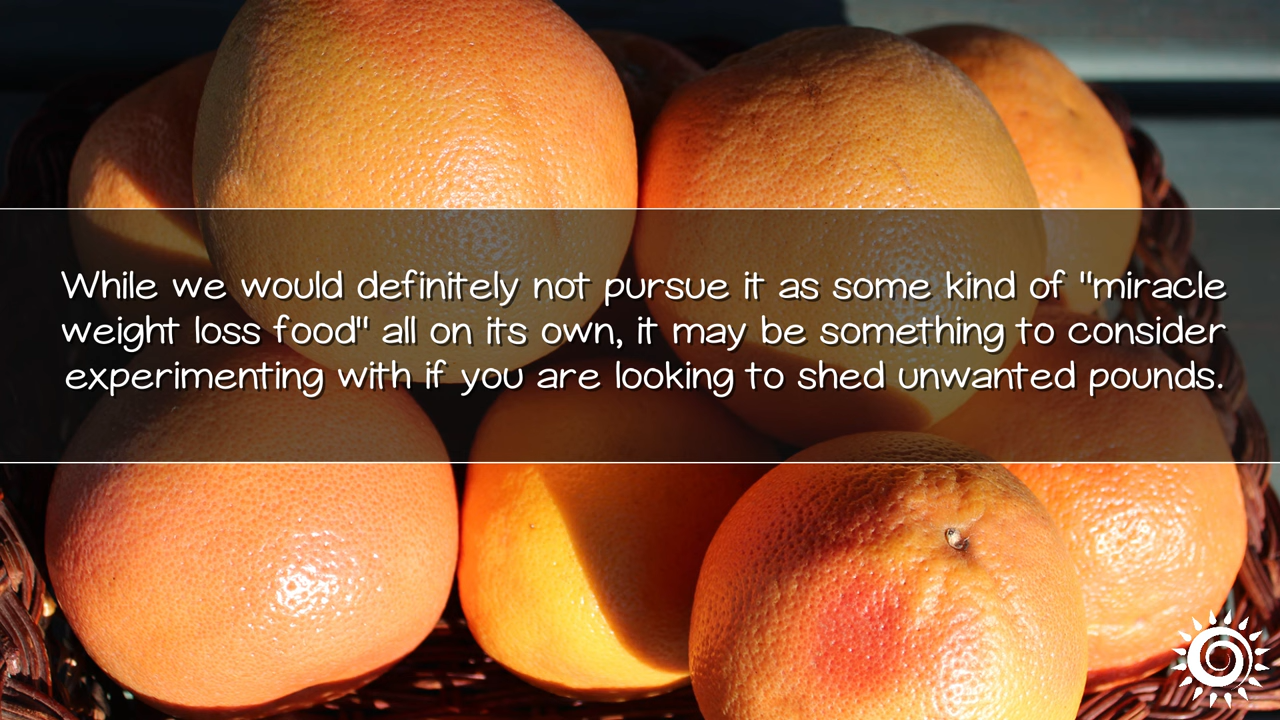 While we would definitely not pursue it as some kind of "miracle
weight loss food" all on its own, it may be something to consider
experimenting with if you are looking to shed unwanted pounds.